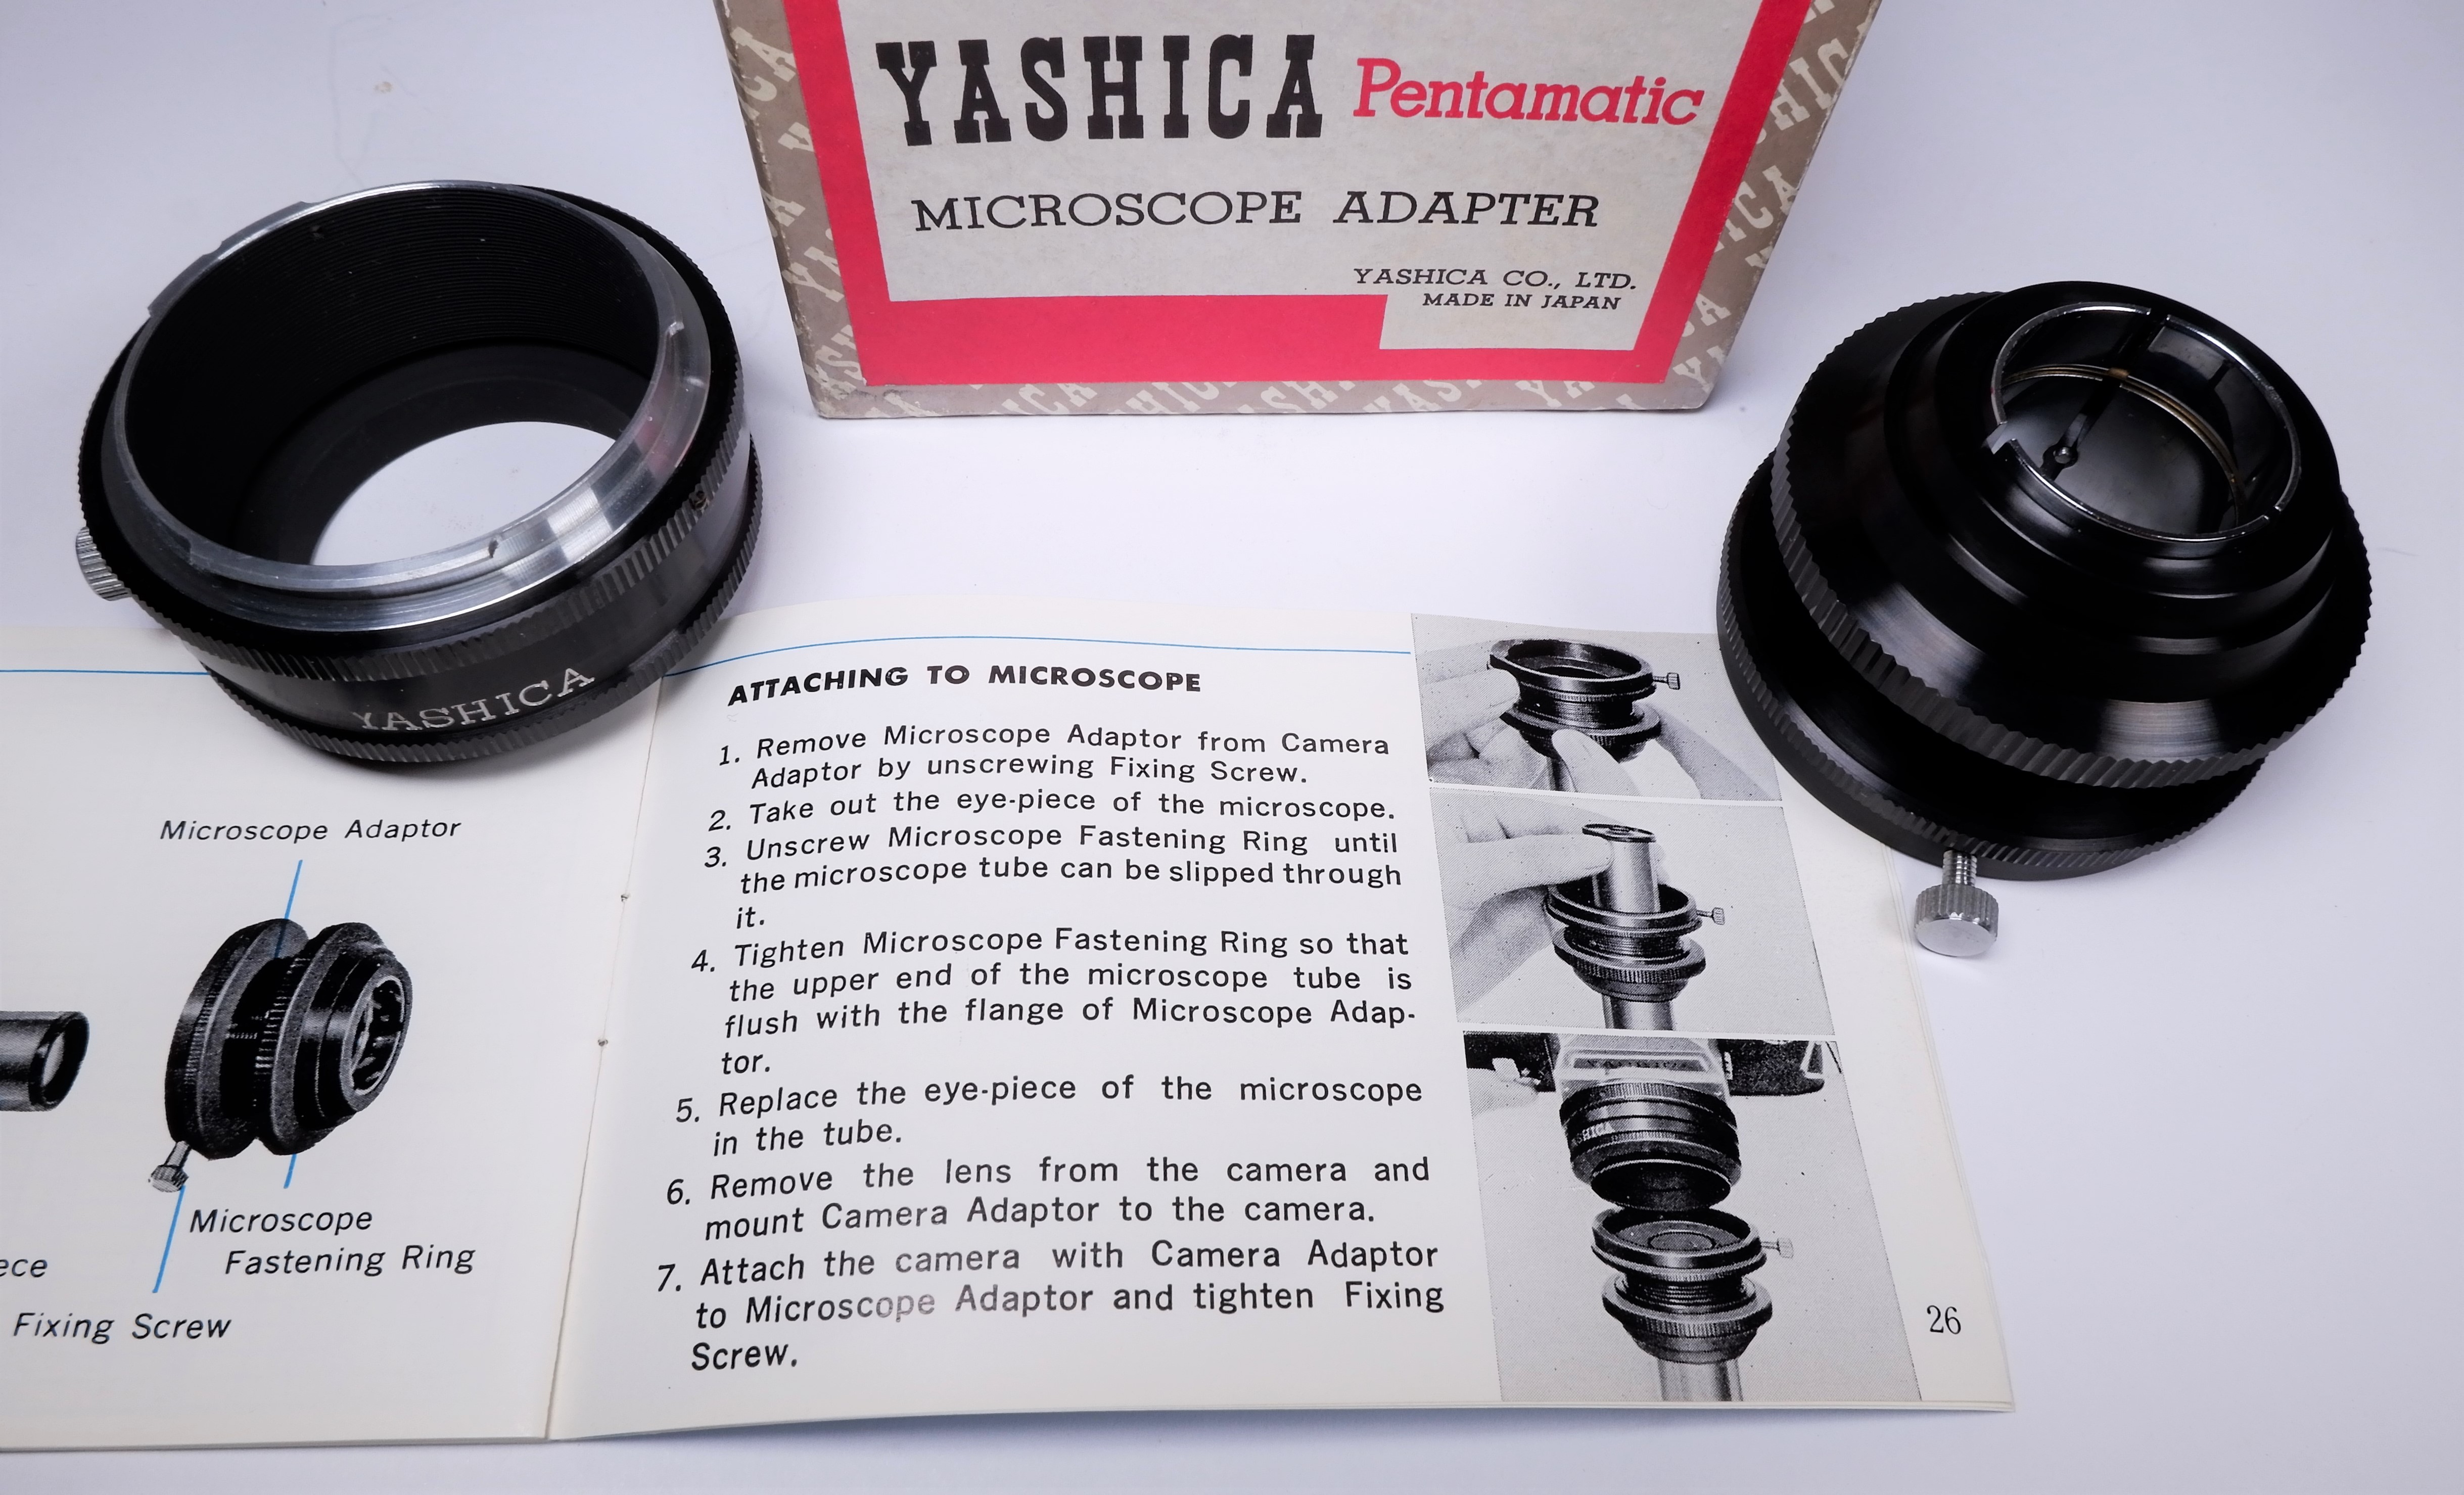 YASHICA Pentamatic
MICROSCOPE ADAPTER
YASHICA CO., LTD.
MADE IN JAPAN
YASHICA
Microscope Adaptor
Microscope
Fastening Ring
ece
Fixing Screw
ATTACHING TO MICROSCOPE
1. Remove Microscope Adaptor from Camera
Adaptor by unscrewing Fixing Screw.
2. Take out the eye-piece of the microscope.
3. Unscrew Microscope Fastening Ring until
the microscope tube can be slipped through
it.
4. Tighten Microscope Fastening Ring so that
the upper end of the microscope tube is
flush with the flange of Microscope Adap-
tor.
5. Replace the eye-piece of the microscope
in the tube.
6. Remove the lens from the camera and
mount Camera Adaptor to the camera.
7. Attach the camera with Camera Adaptor
to Microscope Adaptor and tighten Fixing
Screw.
26